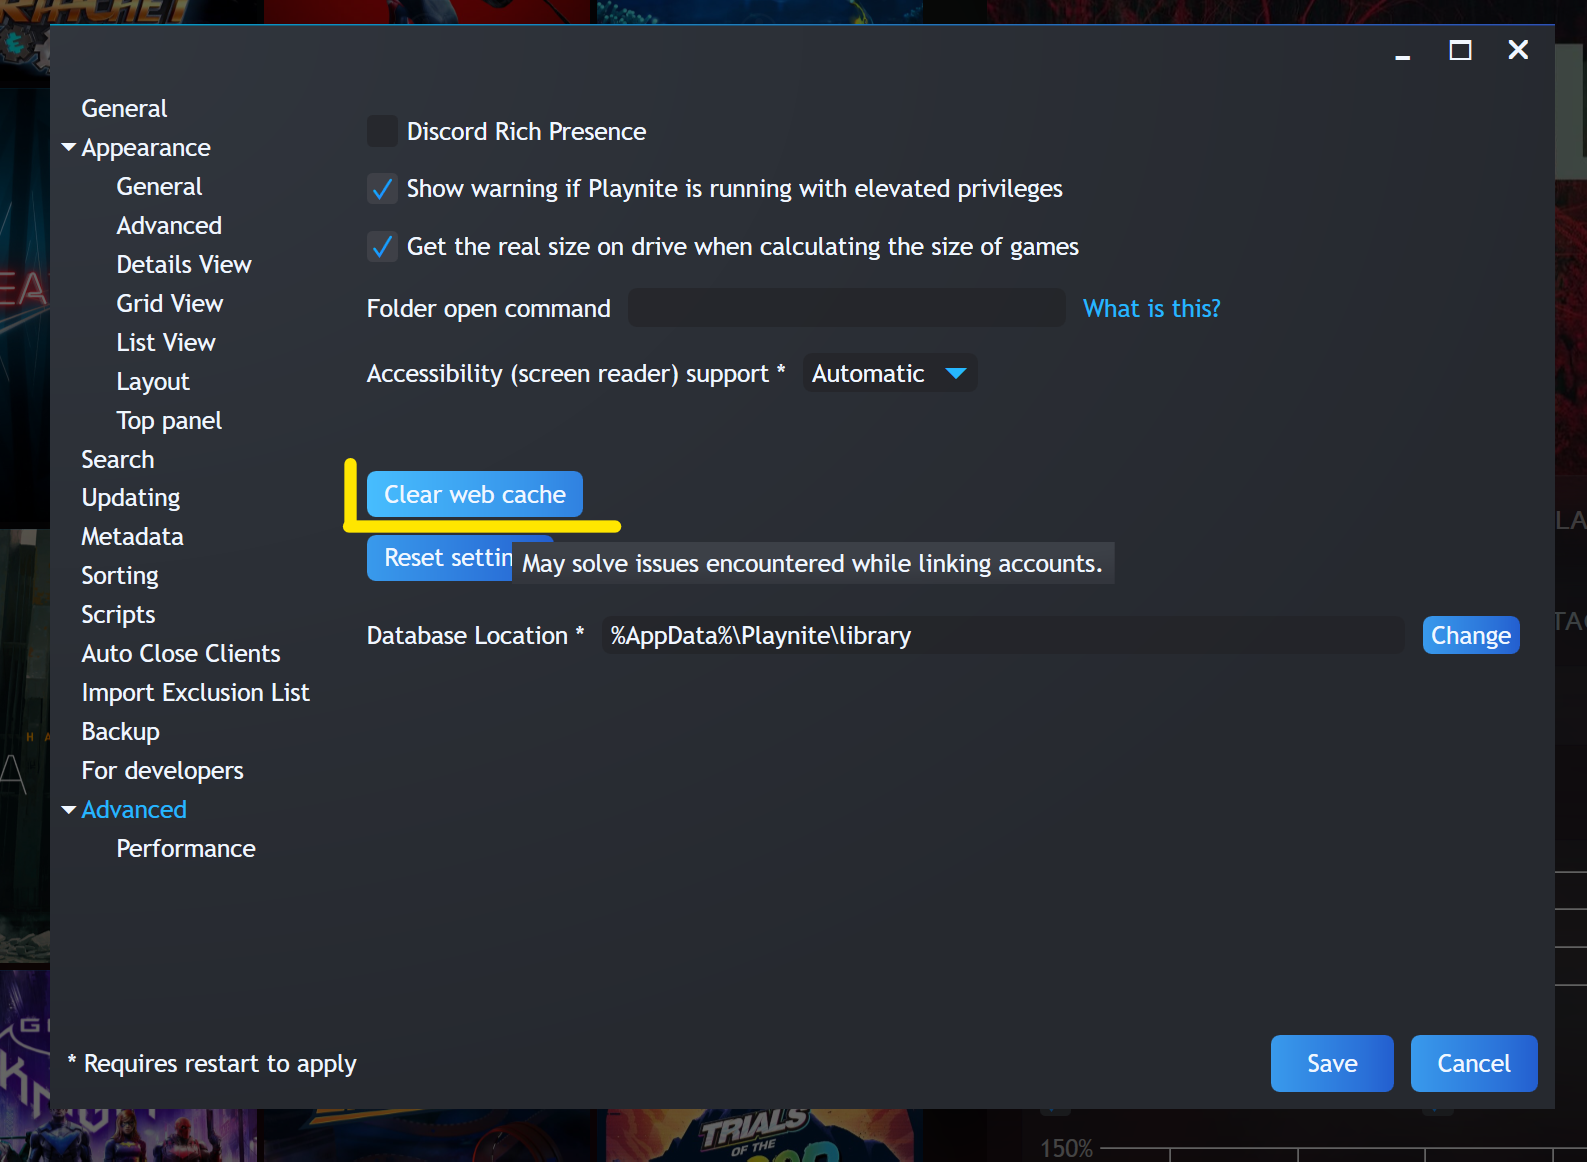 General
Appearance
General
Advanced
Details View
Grid View
List View
Layout
Top panel
Search
Updating
Metadata
Sorting
Scripts
Auto Close Clients
Import Exclusion List
Backup
For developers
Advanced
Performance
Discord Rich Presence
Show warning if Playnite is running with elevated privileges
Get the real size on drive when calculating the size of games
Folder open command What is this?
Accessibility (screen reader) support * Automatic
Clear web cache
Reset settin
May solve issues encountered while linking accounts.
Database Location * %AppData%\Playnite\library Change
* Requires restart to apply
Save Cancel
TRIALS
OF THE
150%